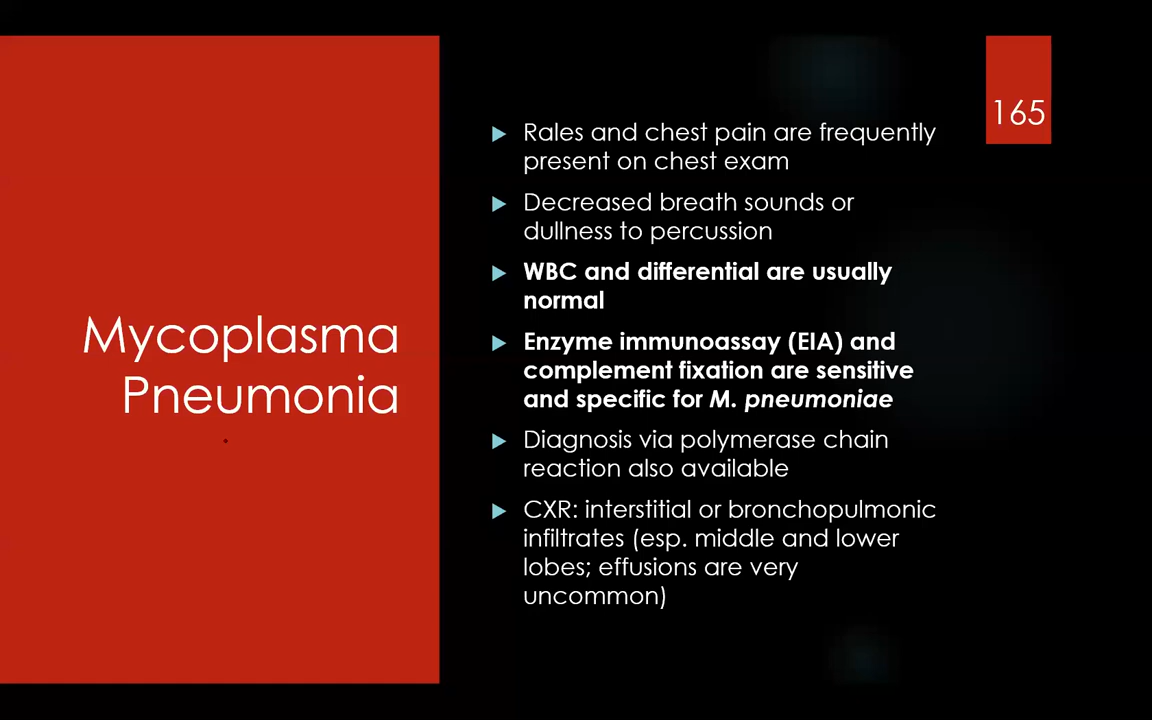 165
Mycoplasma
Pneumonia
Rales and chest pain are frequently
present on chest exam
Decreased breath sounds or
dullness to percussion
WBC and differential are usually
normal
Enzyme immunoassay (EIA) and
complement fixation are sensitive
and specific for M. pneumoniae
Diagnosis via polymerase chain
reaction also available
CXR: interstitial or bronchopulmonic
infiltrates (esp. middle and lower
lobes; effusions are very
uncommon)